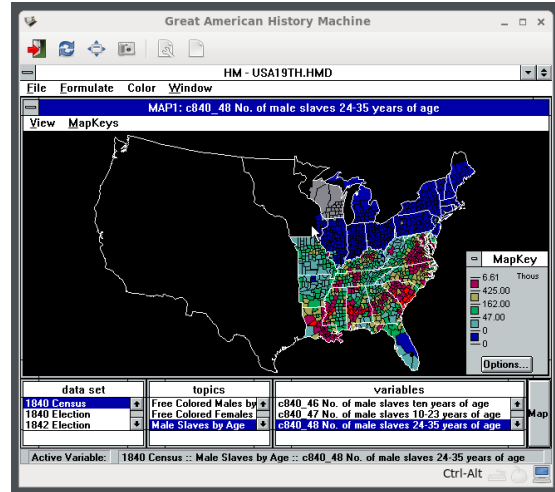 Great American History Machine
HM - USA19TH.HMD
File Formulate Color Window
MAP1: c840_48 No. of male slaves 24-35 years of age
View MapKeys
MapKey
6.61 Thous
425.00
162.00
47.00
0
0
Options...
data set
1840 Census
1840 Election
1842 Election
topics
Free Colored Males by
Free Colored Females
Male Slaves by Age
variables
c840_46 No. of male slaves ten years of age
c840_47 No. of male slaves 10-23 years of age
c840_48 No. of male slaves 24-35 years of age
Map
Active Variable: 1840 Census :: Male Slaves by Age :: c840_48 No. of male slaves 24-35 years of age
Ctrl-Alt